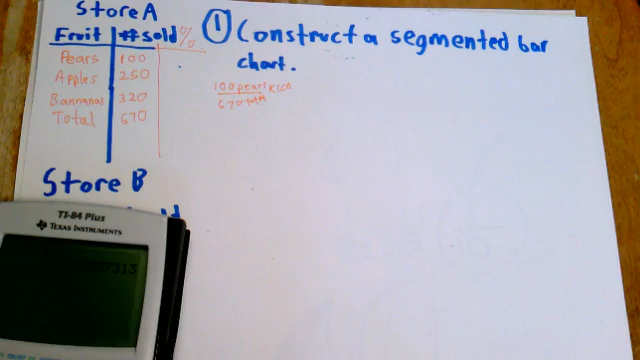 Store A
Fruit # sold %
Pears 100
Apples 250
Bannanas 320
Total 670
① Construct a segmented bar
chart.
100 pears x100
670 total
Store B
TI-84 Plus
TEXAS INSTRUMENTS
37313